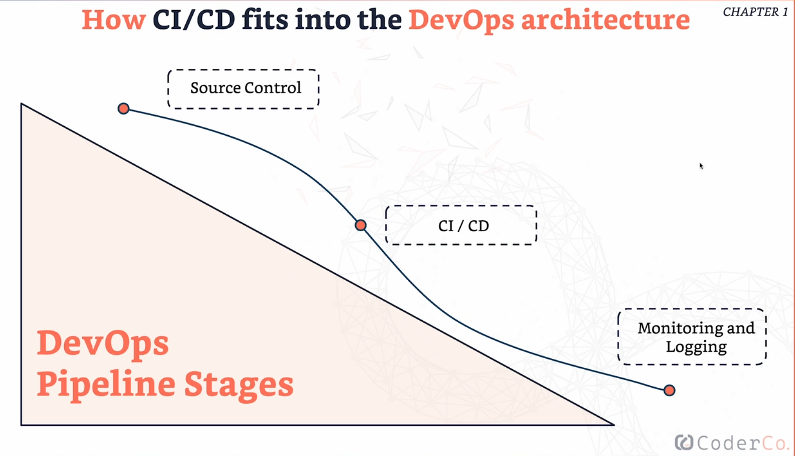 How CI/CD fits into the DevOps architecture
CHAPTER 1
Source Control
CI / CD
Monitoring and
Logging
DevOps
Pipeline Stages
CoderCo.